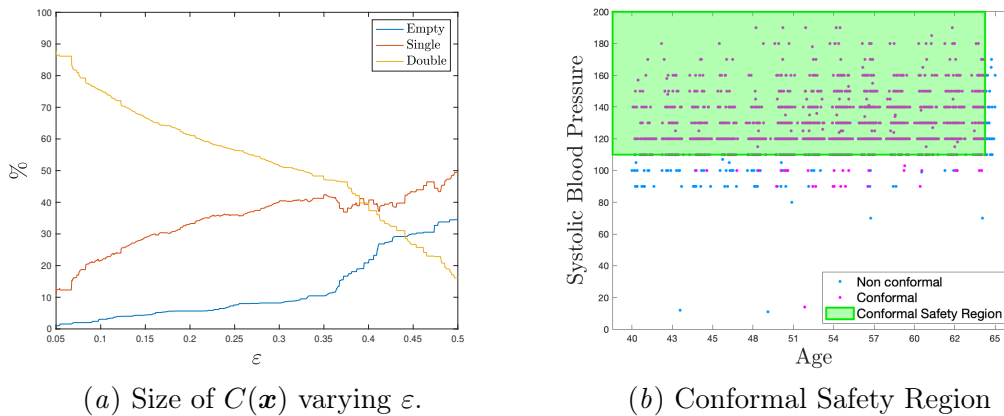 100
90
80
70
60
50
40
30
20
10
0
%
0.05 0.1 0.15 0.2 0.25 0.3 0.35 0.4 0.45 0.5
ε
Empty
Single
Double
(a) Size of C(x) varying ε.
200
180
160
140
120
100
80
60
40
20
0
Systolic Blood Pressure
40 42 45 48 51 54 57 60 62 65
Age
Non conformal
Conformal
Conformal Safety Region
(b) Conformal Safety Region